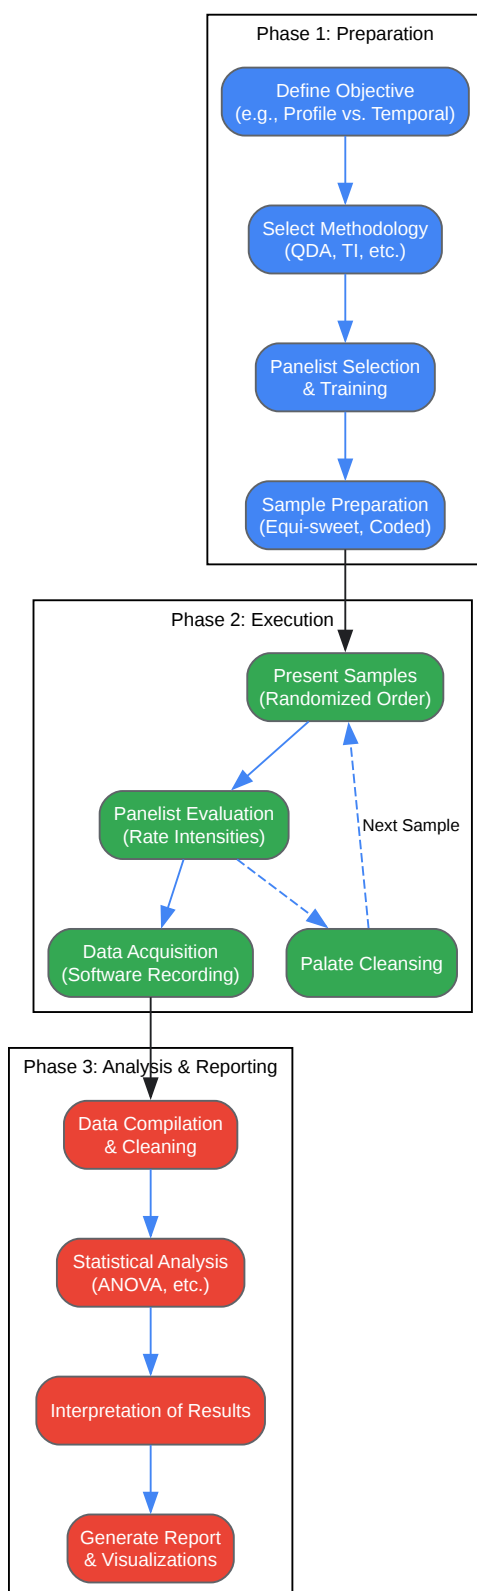 Phase 1: Preparation
Define Objective
(e.g., Profile vs. Temporal)
Select Methodology
(QDA, TI, etc.)
Panelist Selection
& Training
Sample Preparation
(Equi-sweet, Coded)
Phase 2: Execution
Present Samples
(Randomized Order)
Panelist Evaluation
(Rate Intensities)
Next Sample
Data Acquisition
(Software Recording)
Palate Cleansing
Phase 3: Analysis & Reporting
Data Compilation
& Cleaning
Statistical Analysis
(ANOVA, etc.)
Interpretation of Results
Generate Report
& Visualizations